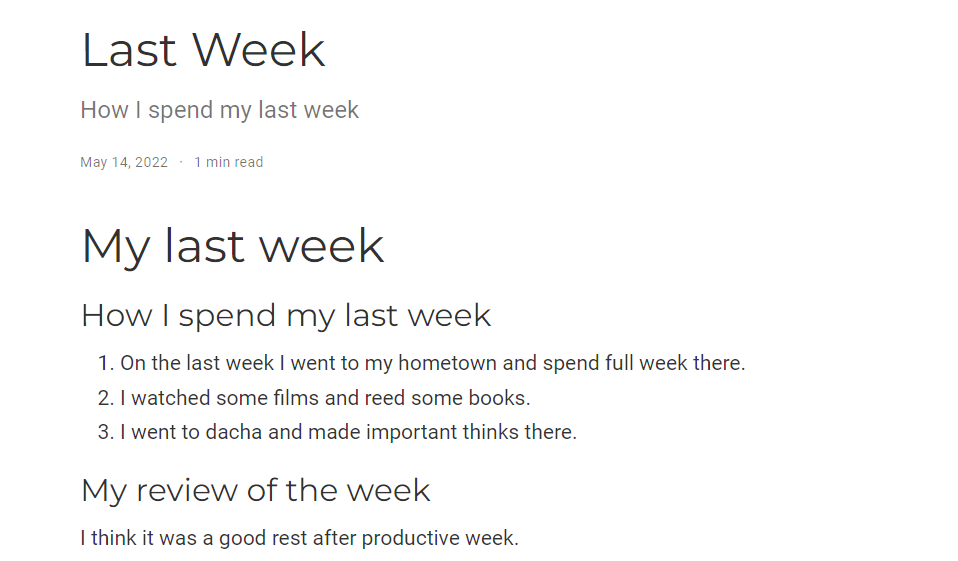 Last Week
How I spend my last week
May 14, 2022 · 1 min read
My last week
How I spend my last week
1. On the last week I went to my hometown and spend full week there.
2. I watched some films and reed some books.
3. I went to dacha and made important thinks there.
My review of the week
I think it was a good rest after productive week.